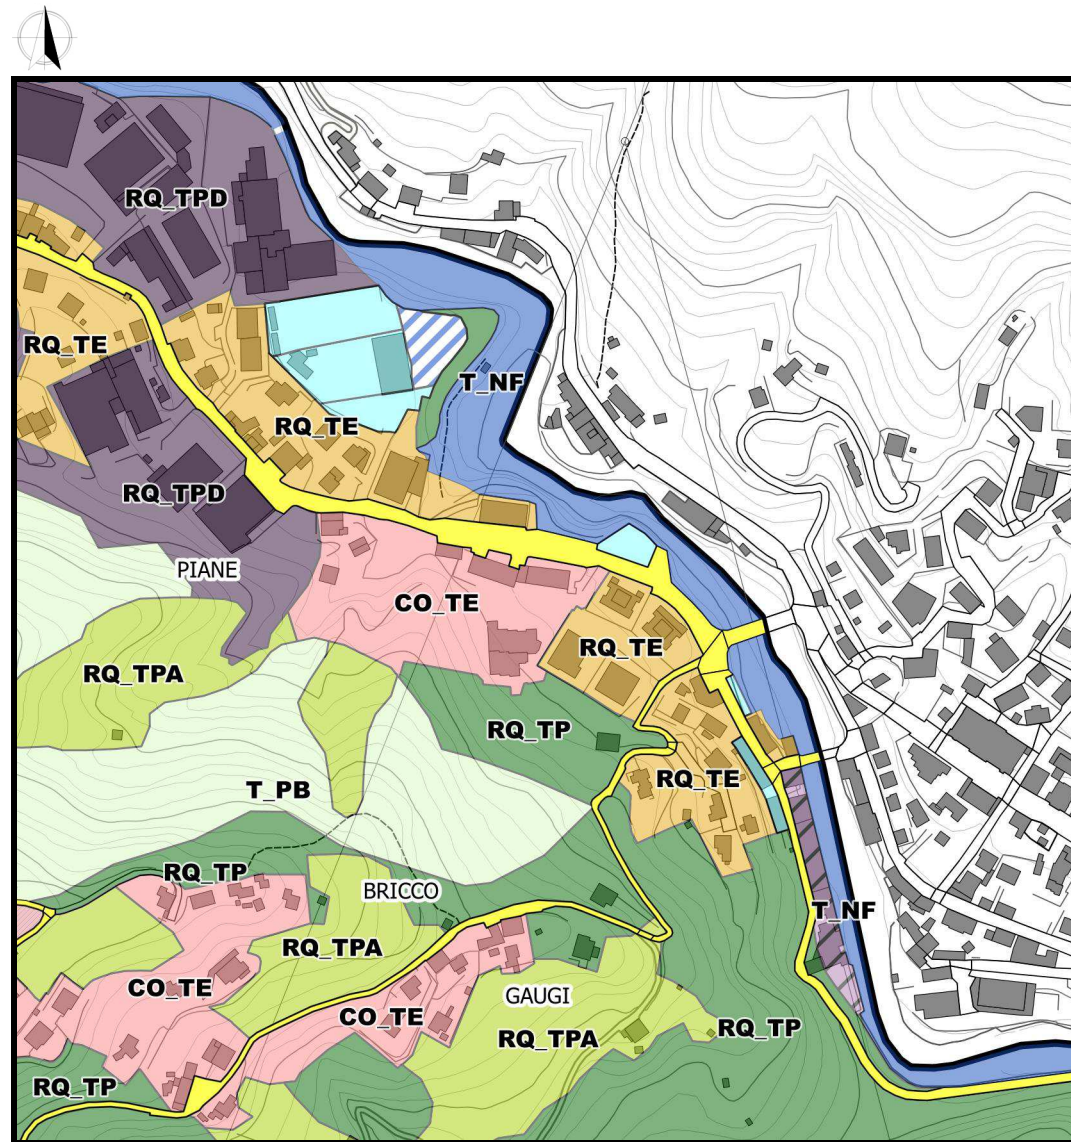 RQ_TPD
RQ_TE
T_NF
RQ_TE
RQ_TPD
PIANE
CO_TE
RQ_TE
RQ_TPA
RQ_TP
RQ_TE
T_PB
RQ_TP
BRICCO
T_NF
RQ_TPA
CO_TE
GAUGI
CO_TE
RQ_TP
RQ_TPA
RQ_TP